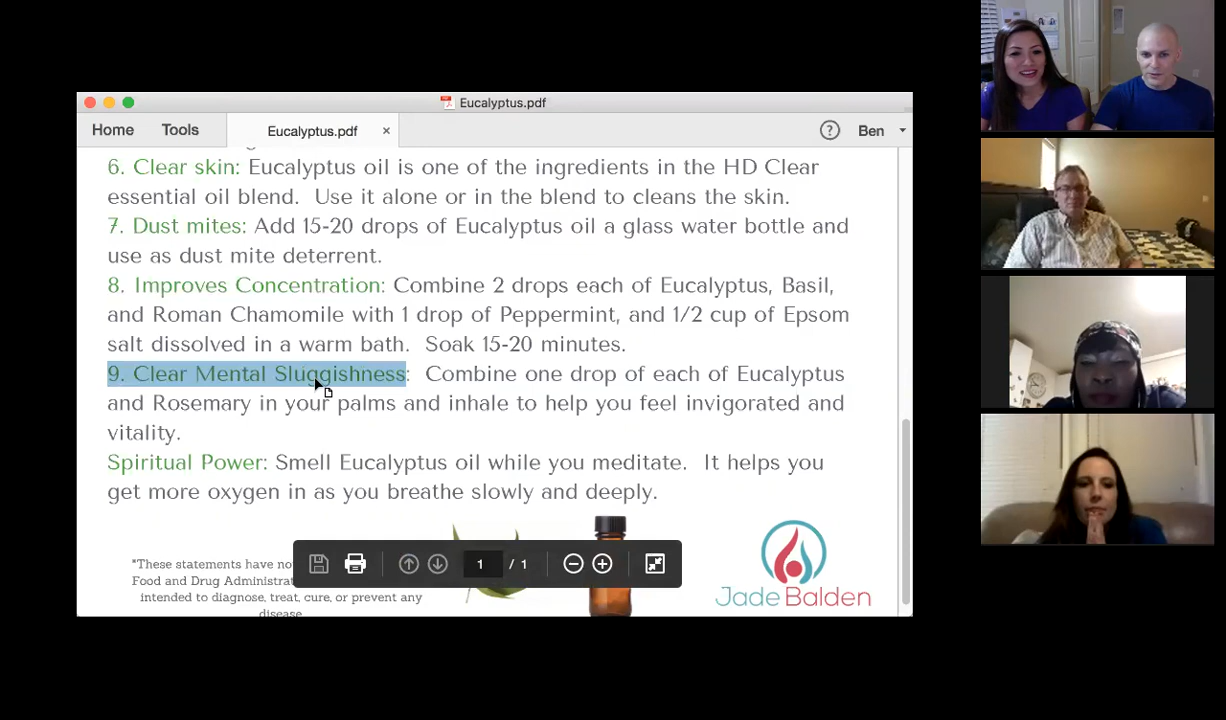 Eucalyptus.pdf
Home Tools Eucalyptus.pdf × ? Ben
6. Clear skin: Eucalyptus oil is one of the ingredients in the HD Clear
essential oil blend. Use it alone or in the blend to cleans the skin.
7. Dust mites: Add 15-20 drops of Eucalyptus oil a glass water bottle and
use as dust mite deterrent.
8. Improves Concentration: Combine 2 drops each of Eucalyptus, Basil,
and Roman Chamomile with 1 drop of Peppermint, and 1/2 cup of Epsom
salt dissolved in a warm bath. Soak 15-20 minutes.
9. Clear Mental Sluggishness: Combine one drop of each of Eucalyptus
and Rosemary in your palms and inhale to help you feel invigorated and
vitality.
Spiritual Power: Smell Eucalyptus oil while you meditate. It helps you
get more oxygen in as you breathe slowly and deeply.
*These statements have not
Food and Drug Administrat
intended to diagnose, treat, cure, or prevent any
disease
1 / 1
Jade Balden